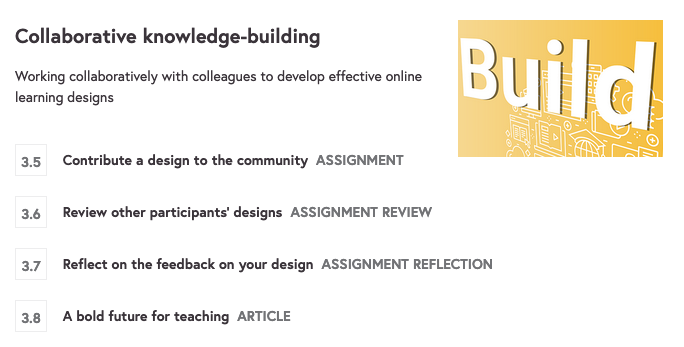 Collaborative knowledge-building
Build
Working collaboratively with colleagues to develop effective online
learning designs
3.5 Contribute a design to the community ASSIGNMENT
3.6 Review other participants' designs ASSIGNMENT REVIEW
3.7 Reflect on the feedback on your design ASSIGNMENT REFLECTION
3.8 A bold future for teaching ARTICLE